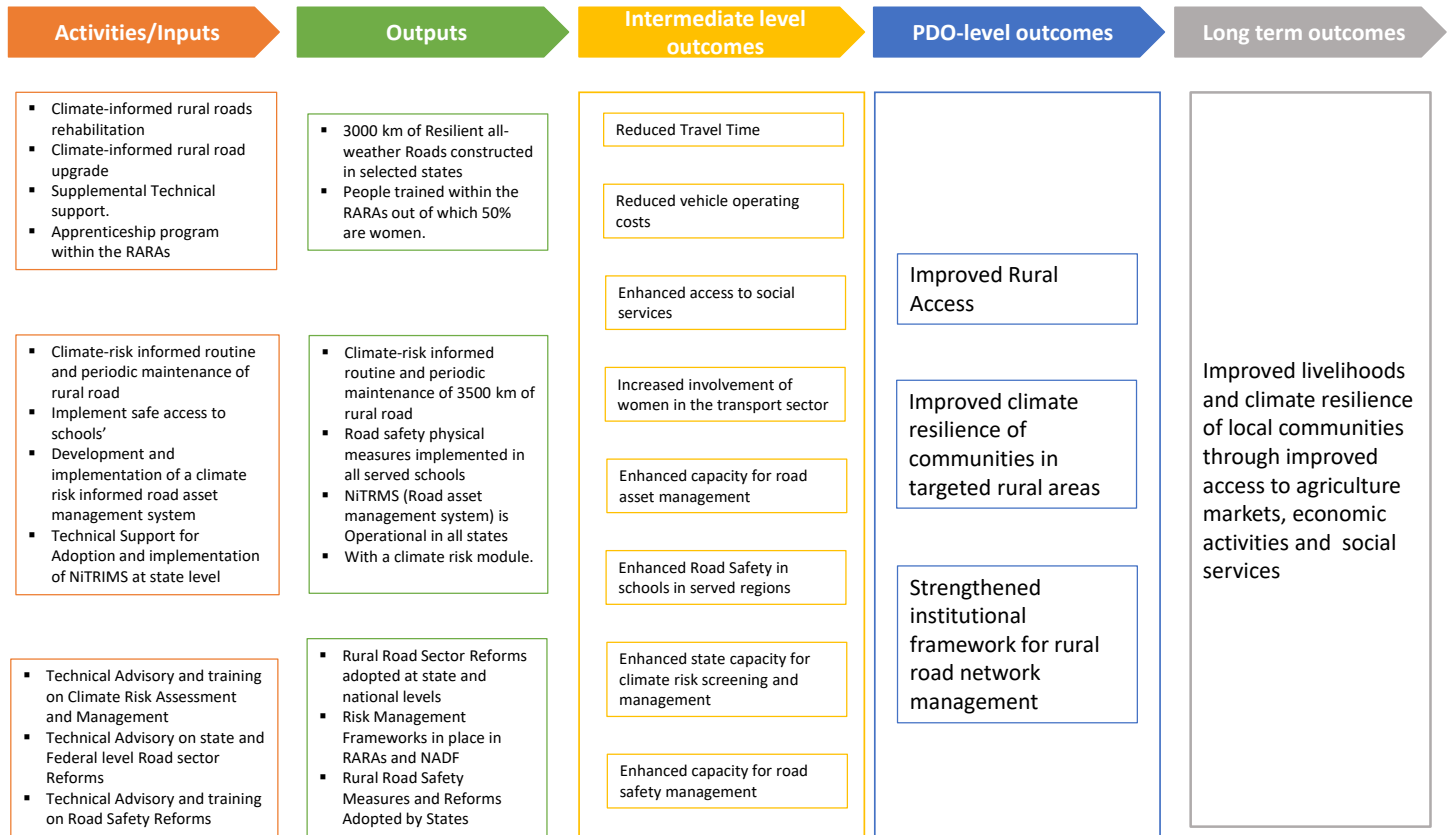 Activities/Inputs
Outputs
Intermediate level
outcomes
PDO-level outcomes
Long term outcomes
▪ Climate-informed rural roads
rehabilitation
▪ Climate-informed rural road
upgrade
▪ Supplemental Technical
support.
▪ Apprenticeship program
within the RARAs
▪ Climate-risk informed routine
and periodic maintenance of
rural road
▪ Implement safe access to
schools’
▪ Development and
implementation of a climate
risk informed road asset
management system
▪ Technical Support for
Adoption and implementation
of NiTRIMS at state level
▪ Technical Advisory and training
on Climate Risk Assessment
and Management
▪ Technical Advisory on state and
Federal level Road sector
Reforms
▪ Technical Advisory and training
on Road Safety Reforms
▪ 3000 km of Resilient all-
weather Roads constructed
in selected states
▪ People trained within the
RARAs out of which 50%
are women.
▪ Climate-risk informed
routine and periodic
maintenance of 3500 km of
rural road
▪ Road safety physical
measures implemented in
all served schools
▪ NiTRMS (Road asset
management system) is
Operational in all states
▪ With a climate risk module.
▪ Rural Road Sector Reforms
adopted at state and
national levels
▪ Risk Management
Frameworks in place in
RARAs and NADF
▪ Rural Road Safety
Measures and Reforms
Adopted by States
Reduced Travel Time
Reduced vehicle operating
costs
Enhanced access to social
services
Increased involvement of
women in the transport sector
Enhanced capacity for road
asset management
Enhanced Road Safety in
schools in served regions
Enhanced state capacity for
climate risk screening and
management
Enhanced capacity for road
safety management
Improved Rural
Access
Improved climate
resilience of
communities in
targeted rural areas
Strengthened
institutional
framework for rural
road network
management
Improved livelihoods
and climate resilience
of local communities
through improved
access to agriculture
markets, economic
activities and social
services